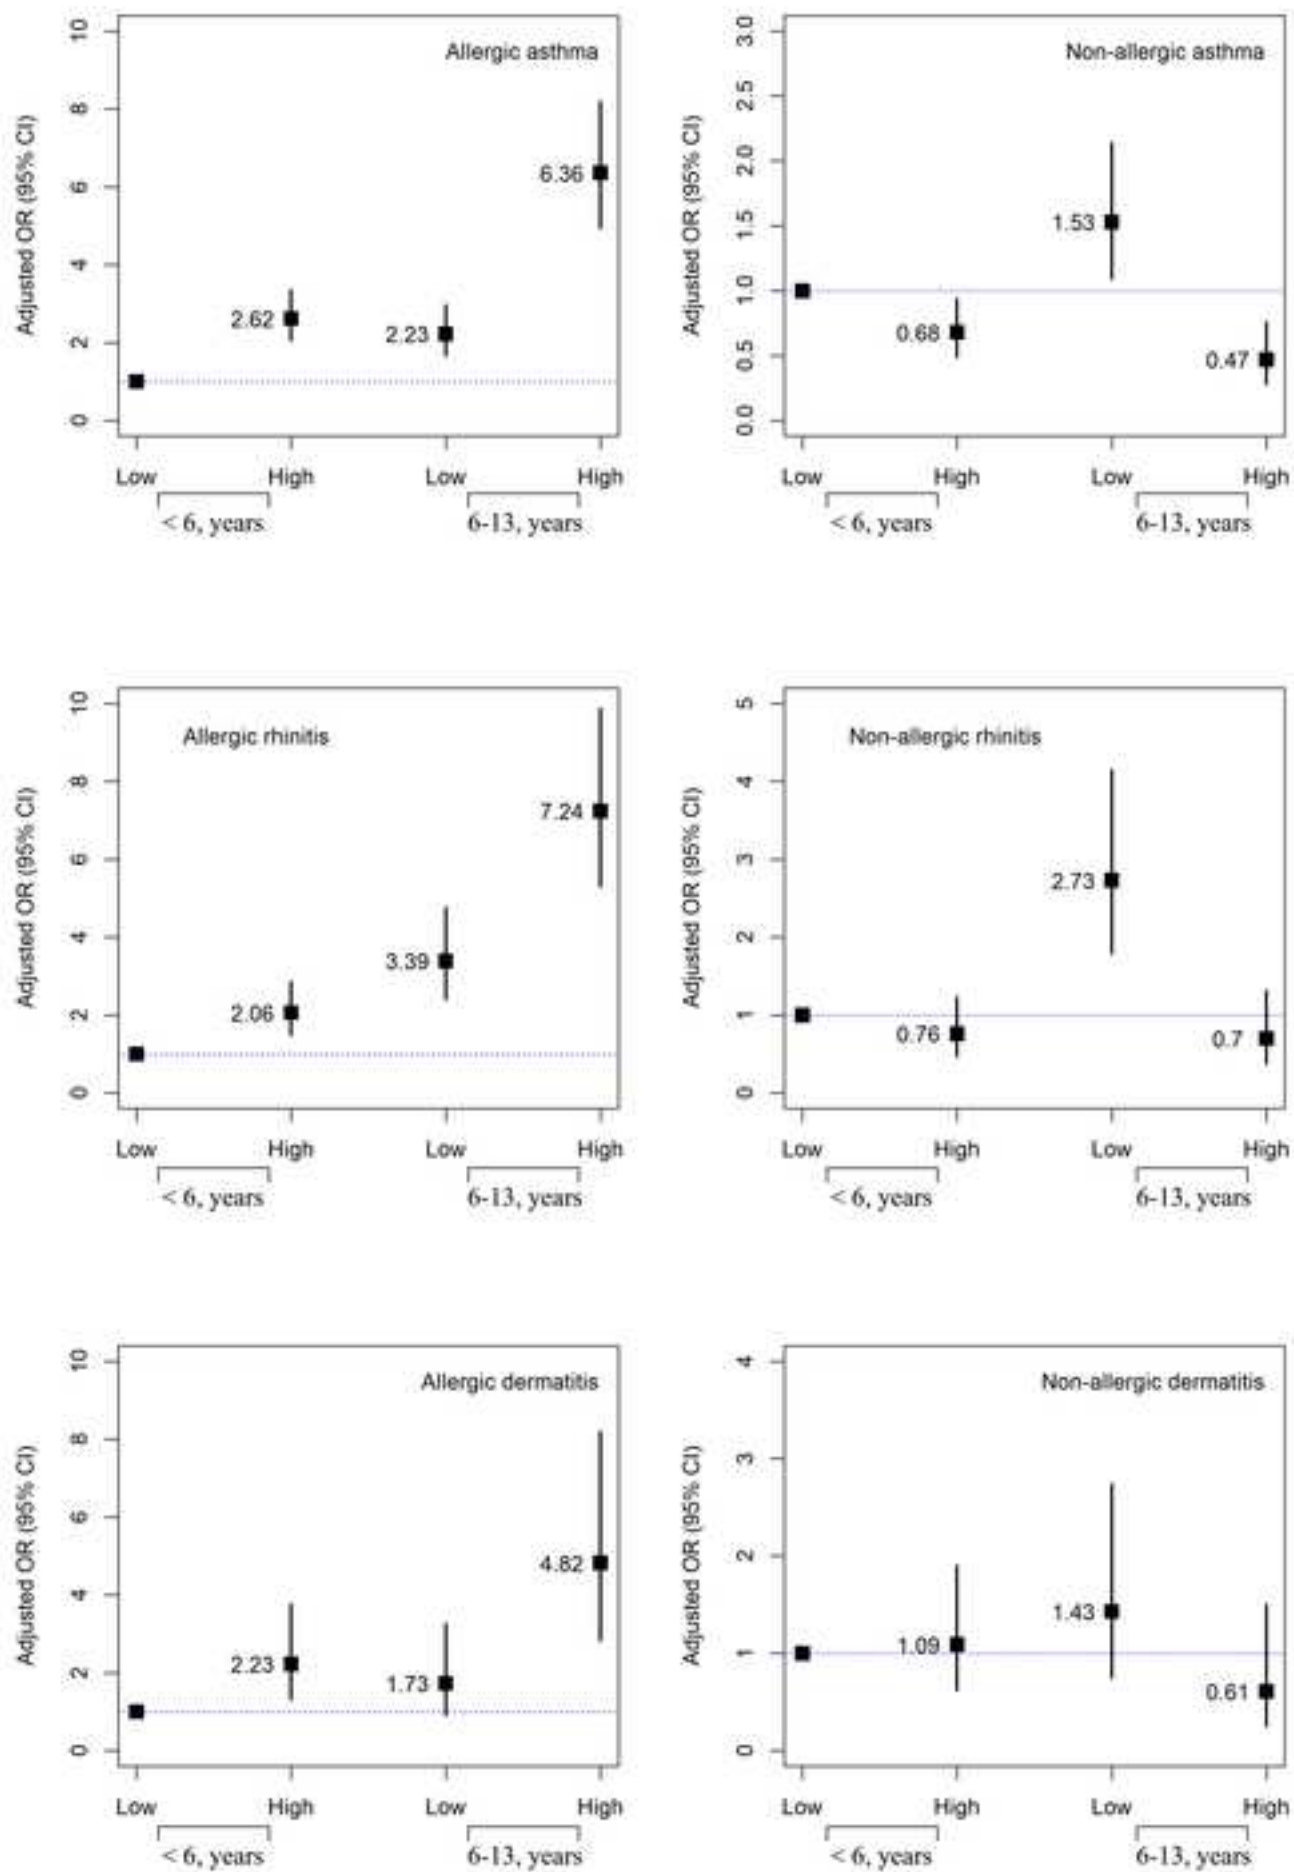 Allergic asthma
Adjusted OR (95% CI)
10
8
6
4
2
0
2.62
2.23
6.36
Low High Low High
< 6, years 6-13, years
Non-allergic asthma
Adjusted OR (95% CI)
3.0
2.5
2.0
1.5
1.0
0.5
0.0
0.68
1.53
0.47
Low High Low High
< 6, years 6-13, years
Allergic rhinitis
Adjusted OR (95% CI)
10
8
6
4
2
0
2.06
3.39
7.24
Low High Low High
< 6, years 6-13, years
Non-allergic rhinitis
Adjusted OR (95% CI)
5
4
3
2
1
0
0.76
2.73
0.7
Low High Low High
< 6, years 6-13, years
Allergic dermatitis
Adjusted OR (95% CI)
10
8
6
4
2
0
2.23
1.73
4.82
Low High Low High
< 6, years 6-13, years
Non-allergic dermatitis
Adjusted OR (95% CI)
4
3
2
1
0
1.09
1.43
0.61
Low High Low High
< 6, years 6-13, years